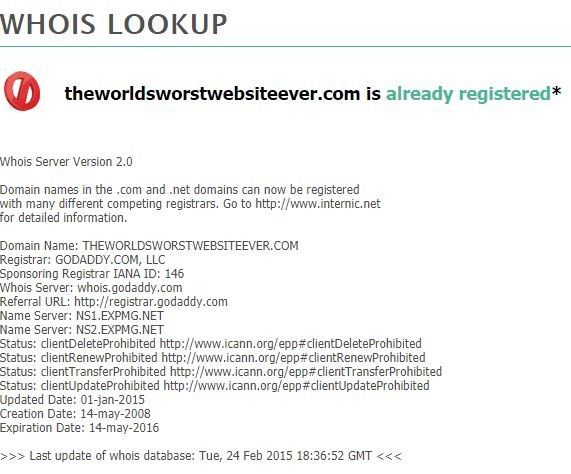 WHOIS LOOKUP
theworldsworstwebsiteever.com is already registered*
Whois Server Version 2.0
Domain names in the .com and .net domains can now be registered
with many different competing registrars. Go to http://www.internic.net
for detailed information.
Domain Name: THEWORLDSWORSTWEBSITEEVER.COM
Registrar: GODADDY.COM, LLC
Sponsoring Registrar IANA ID: 146
Whois Server: whois.godaddy.com
Referral URL: http://registrar.godaddy.com
Name Server: NS1.EXPMG.NET
Name Server: NS2.EXPMG.NET
Status: clientDeleteProhibited http://www.icann.org/epp#clientDeleteProhibited
Status: clientRenewProhibited http://www.icann.org/epp#clientRenewProhibited
Status: clientTransferProhibited http://www.icann.org/epp#clientTransferProhibited
Status: clientUpdateProhibited http://www.icann.org/epp#clientUpdateProhibited
Updated Date: 01-jan-2015
Creation Date: 14-may-2008
Expiration Date: 14-may-2016
>>> Last update of whois database: Tue, 24 Feb 2015 18:36:52 GMT <<<